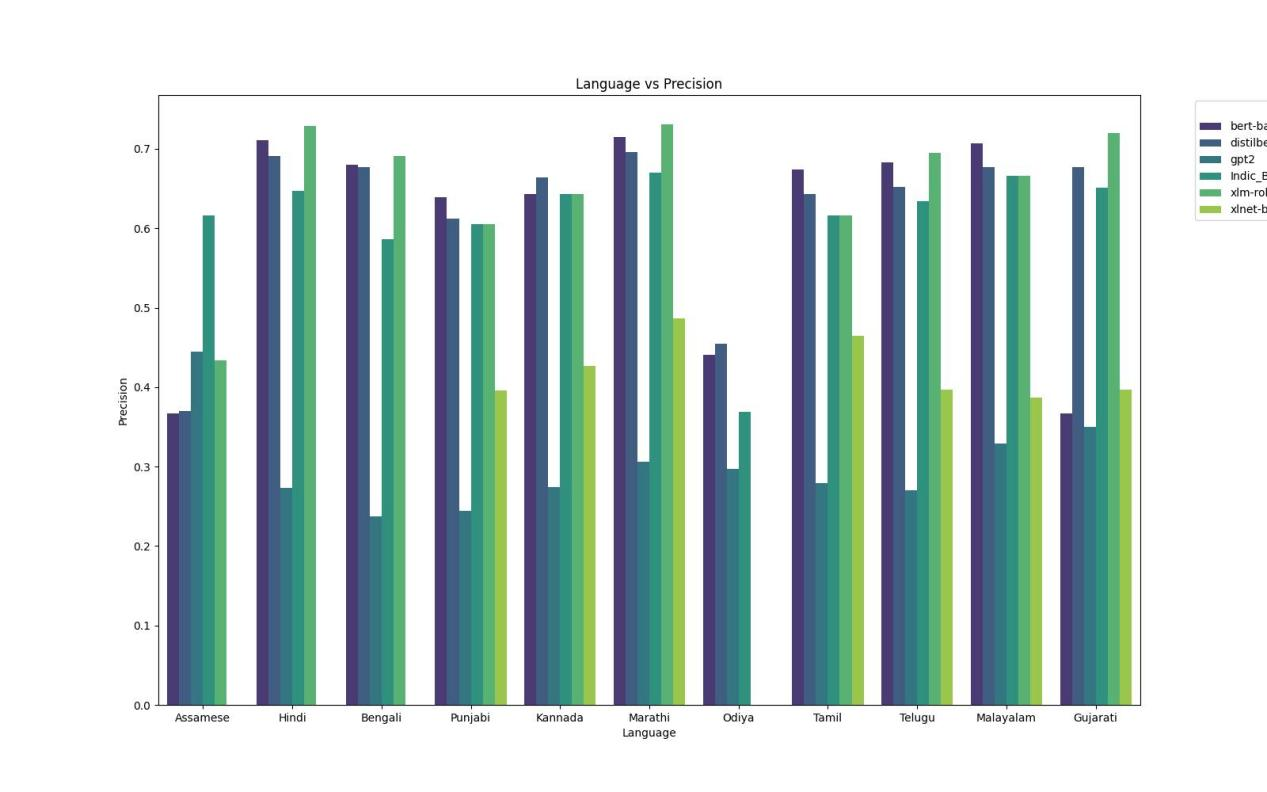 Language vs Precision
0.7
0.6
0.5
0.4
0.3
0.2
0.1
0.0
Precision
Assamese Hindi Bengali Punjabi Kannada Marathi Odiya Tamil Telugu Malayalam Gujarati
Language
bert-ba
distilbe
gpt2
Indic_B
xlm-rol
xlnet-b